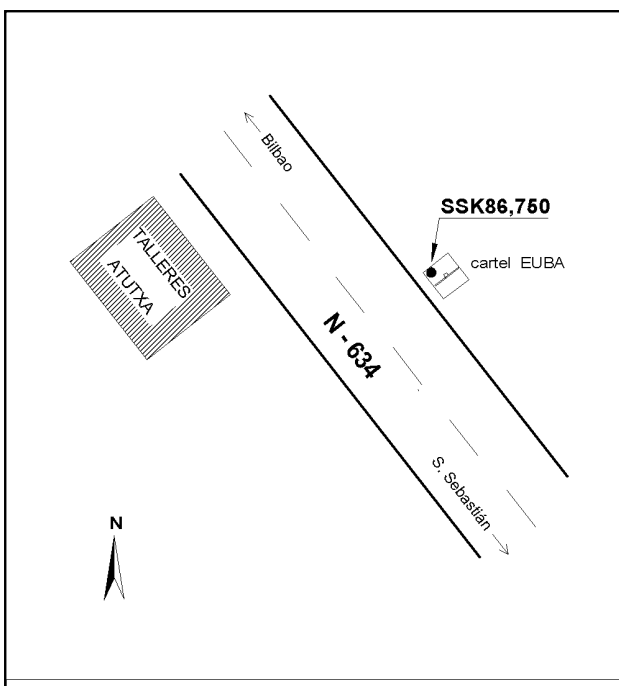 Bilbao
SSK86,750
cartel EUBA
TALLERES
ATUTXA
N - 634
S. Sebastián
N